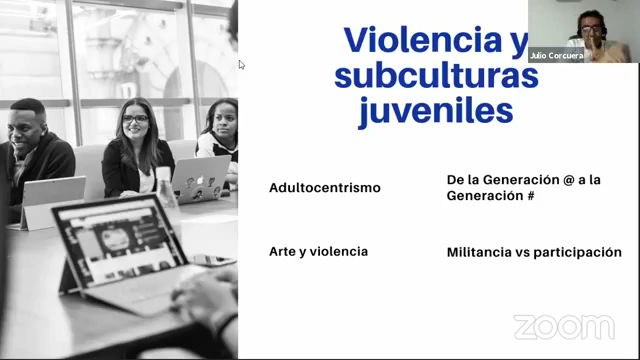 Violencia y
subculturas
juveniles
Julio Corcuera
Adultocentrismo
De la Generación @ a la
Generación #
Arte y violencia
Militancia vs participación
zoom